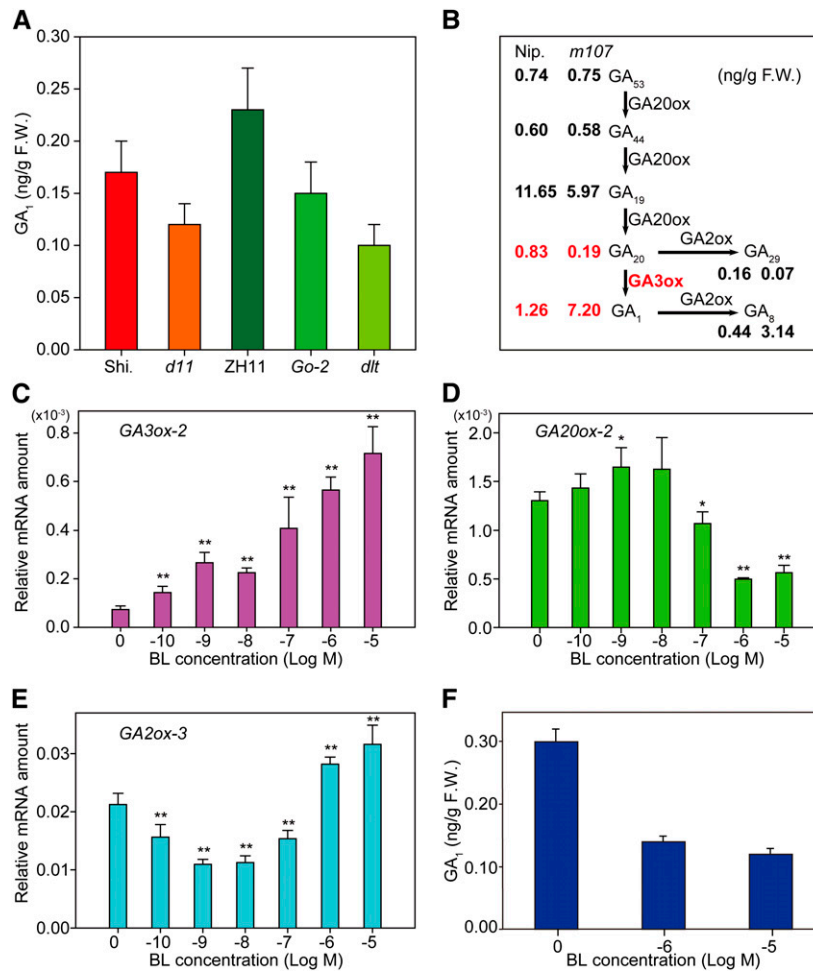 A
GA₁ (ng/g F.W.)
0.30
0.25
0.20
0.15
0.10
0.05
0.00
Shi. d11 ZH11 Go-2 dlt
B
Nip. m107
0.74 0.75 GA₅₃ (ng/g F.W.)
GA20ox
0.60 0.58 GA₄₄
GA20ox
11.65 5.97 GA₁₉
GA20ox
GA2ox
0.83 0.19 GA₂₀ GA₂₉
0.16 0.07
GA3ox
GA2ox
1.26 7.20 GA₁ GA₈
0.44 3.14
C
(x10⁻³)
GA3ox-2
Relative mRNA amount
0.8
0.6
0.4
0.2
0.0
** ** ** ** ** **
0 -10 -9 -8 -7 -6 -5
BL concentration (Log M)
D
(x10⁻³)
GA20ox-2
Relative mRNA amount
2.0
1.5
1.0
0.5
0.0
* * ** **
0 -10 -9 -8 -7 -6 -5
BL concentration (Log M)
E
GA2ox-3
Relative mRNA amount
0.03
0.02
0.01
0.00
** ** ** ** ** **
0 -10 -9 -8 -7 -6 -5
BL concentration (Log M)
F
GA₁ (ng/g F.W.)
0.30
0.20
0.10
0.00
0 -6 -5
BL concentration (Log M)